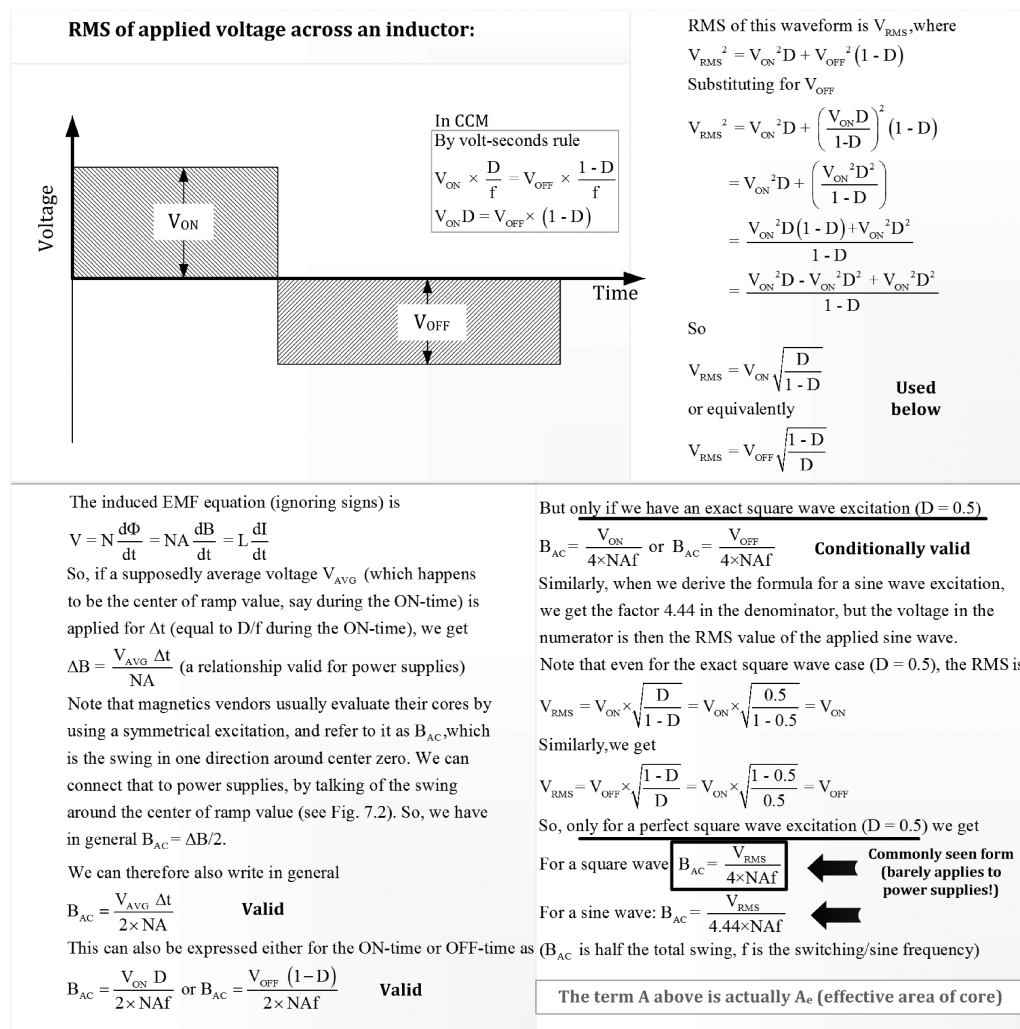 RMS of applied voltage across an inductor:
Voltage
V_ON
V_OFF
Time
In CCM
By volt-seconds rule
V_ON × D/f = V_OFF × (1 - D)/f
V_ON D = V_OFF × (1 - D)
RMS of this waveform is V_RMS,where
V_RMS² = V_ON² D + V_OFF² (1 - D)
Substituting for V_OFF
V_RMS² = V_ON² D + (V_ON D / 1-D)² (1 - D)
= V_ON² D + (V_ON² D² / 1 - D)
= (V_ON² D(1 - D)+V_ON² D²) / (1 - D)
= (V_ON² D - V_ON² D² + V_ON² D²) / (1 - D)
So
V_RMS = V_ON √(D / (1 - D))
Used
below
or equivalently
V_RMS = V_OFF √((1 - D) / D)
The induced EMF equation (ignoring signs) is
V = N dΦ/dt = NA dB/dt = L dI/dt
So, if a supposedly average voltage V_AVG (which happens
to be the center of ramp value, say during the ON-time) is
applied for Δt (equal to D/f during the ON-time), we get
ΔB = (V_AVG Δt) / NA (a relationship valid for power supplies)
Note that magnetics vendors usually evaluate their cores by
using a symmetrical excitation, and refer to it as B_AC,which
is the swing in one direction around center zero. We can
connect that to power supplies, by talking of the swing
around the center of ramp value (see Fig. 7.2). So, we have
in general B_AC = ΔB/2.
We can therefore also write in general
B_AC = (V_AVG Δt) / (2 × NA) Valid
This can also be expressed either for the ON-time or OFF-time as
B_AC = (V_ON D) / (2 × NAf) or B_AC = (V_OFF (1 − D)) / (2 × NAf) Valid
But only if we have an exact square wave excitation (D = 0.5)
B_AC = V_ON / (4×NAf) or B_AC = V_OFF / (4×NAf) Conditionally valid
Similarly, when we derive the formula for a sine wave excitation,
we get the factor 4.44 in the denominator, but the voltage in the
numerator is then the RMS value of the applied sine wave.
Note that even for the exact square wave case (D = 0.5), the RMS is
V_RMS = V_ON × √(D / (1 - D)) = V_ON × √(0.5 / (1 - 0.5)) = V_ON
Similarly,we get
V_RMS = V_OFF × √((1 - D) / D) = V_ON × √((1 - 0.5) / 0.5) = V_OFF
So, only for a perfect square wave excitation (D = 0.5) we get
For a square wave B_AC = V_RMS / (4×NAf)
Commonly seen form
(barely applies to
power supplies!)
For a sine wave: B_AC = V_RMS / (4.44×NAf)
(B_AC is half the total swing, f is the switching/sine frequency)
The term A above is actually A_e (effective area of core)